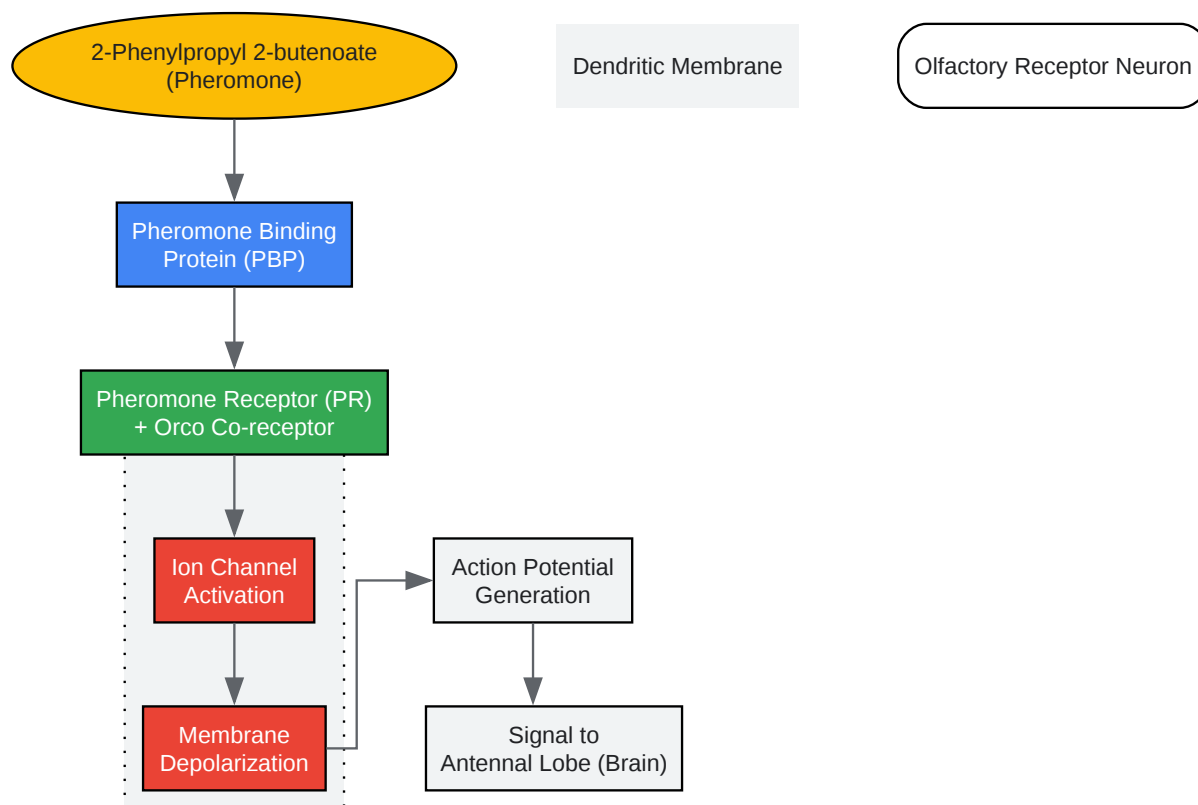 2-Phenylpropyl 2-butenoate
(Pheromone)
Dendritic Membrane
Olfactory Receptor Neuron
Pheromone Binding
Protein (PBP)
Pheromone Receptor (PR)
+ Orco Co-receptor
Ion Channel
Activation
Action Potential
Generation
Membrane
Depolarization
Signal to
Antennal Lobe (Brain)